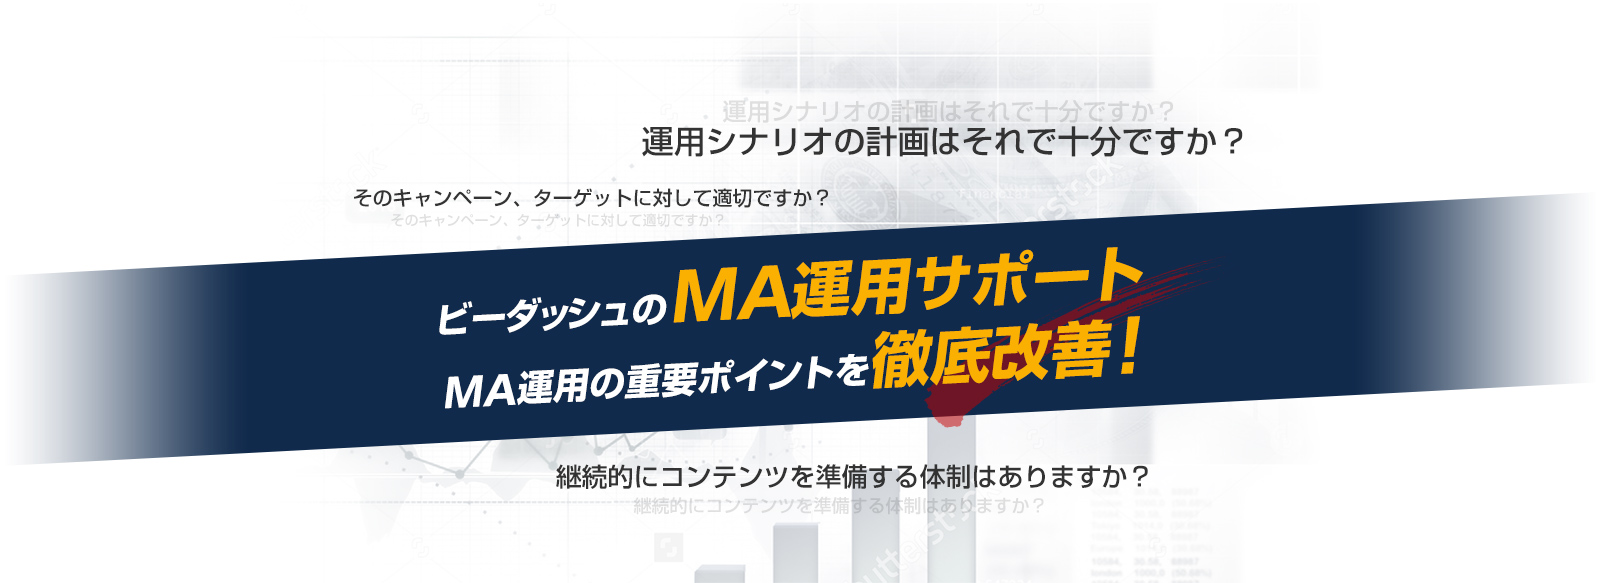 運用シナリオの計画はそれで十分ですか？
運用シナリオの計画はそれで十分ですか？
そのキャンペーン、ターゲットに対して適切ですか？
そのキャンペーン、ターゲットに対して適切ですか？
ビーダッシュのMA運用サポート
MA運用の重要ポイントを徹底改善！
継続的にコンテンツを準備する体制はありますか？
継続的にコンテンツを準備する体制はありますか？